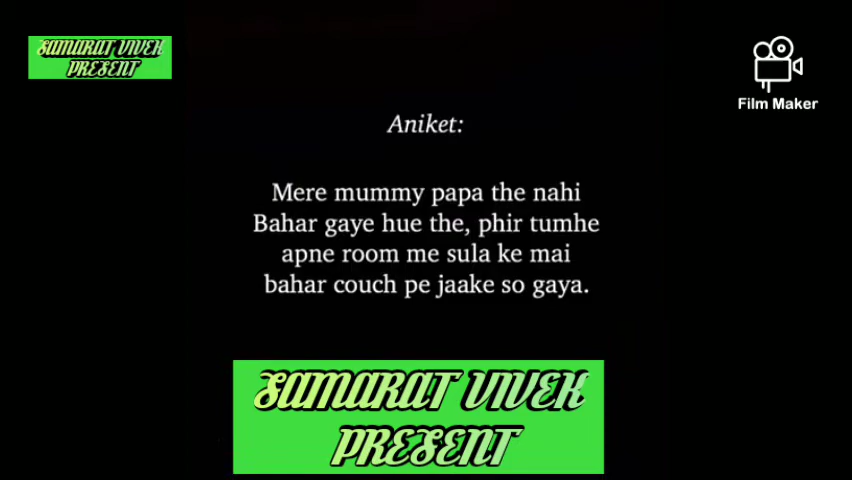 SAMARAT VIVEK
PRESENT
Film Maker
Aniket:
Mere mummy papa the nahi
Bahar gaye hue the, phir tumhe
apne room me sula ke mai
bahar couch pe jaake so gaya.
SAMARAT VIVEK
PRESENT